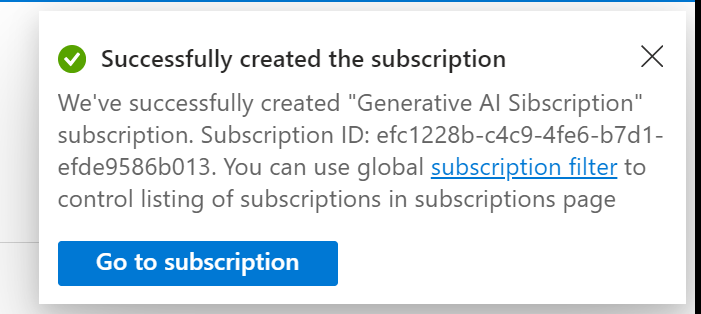 Successfully created the subscription
We've successfully created "Generative AI Sibscription"
subscription. Subscription ID: efc1228b-c4c9-4fe6-b7d1-
efde9586b013. You can use global subscription filter to
control listing of subscriptions in subscriptions page
Go to subscription